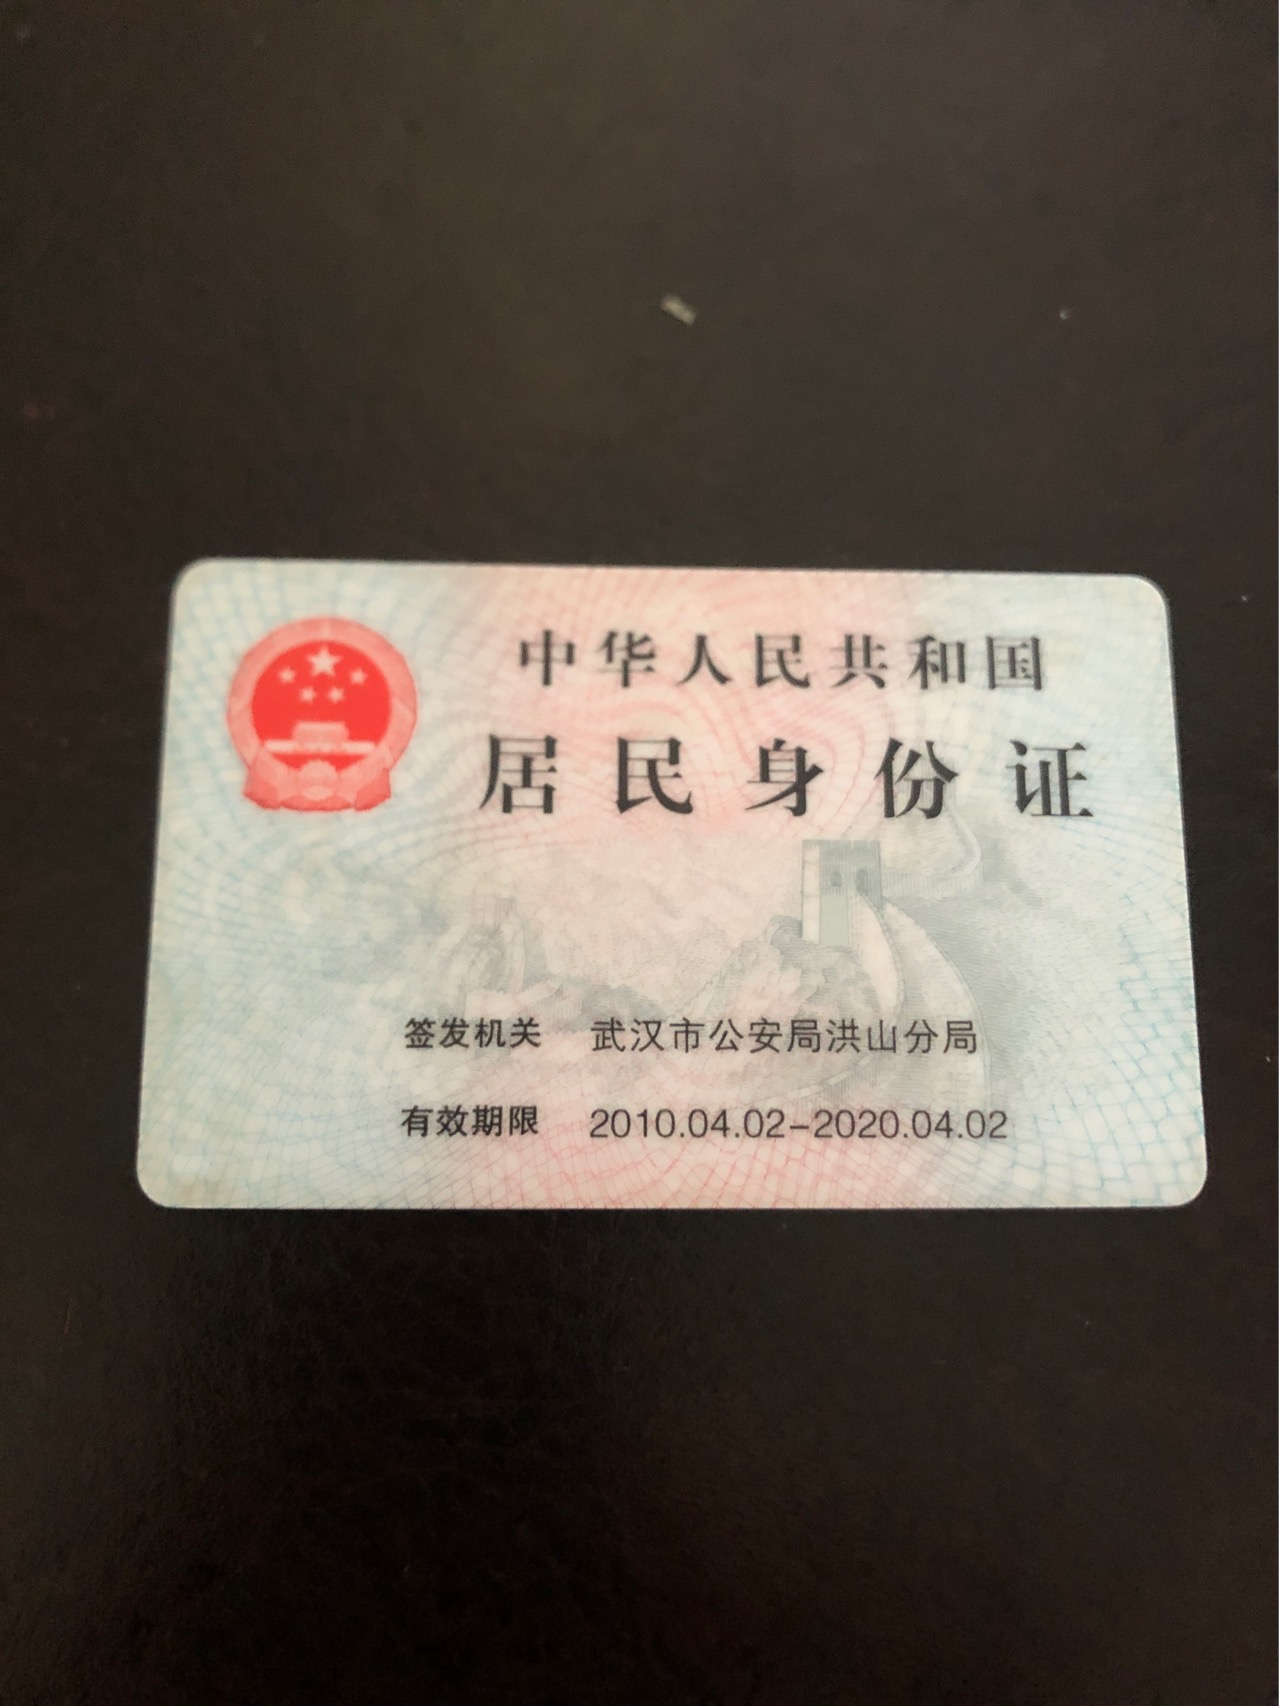 中华人民共和国
居民身份证
签发机关 武汉市公安局洪山分局
有效期限 2010.04.02-2020.04.02